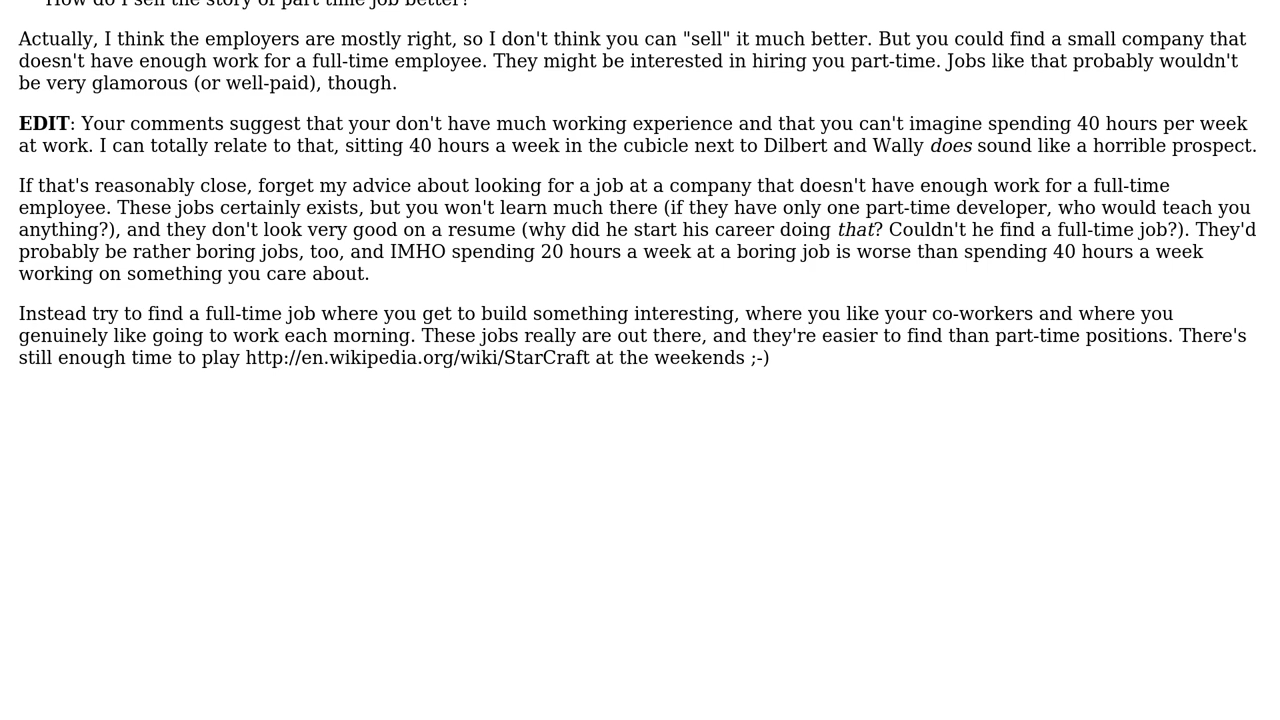 How do I sell the story of part time job better?
Actually, I think the employers are mostly right, so I don't think you can "sell" it much better. But you could find a small company that
doesn't have enough work for a full-time employee. They might be interested in hiring you part-time. Jobs like that probably wouldn't
be very glamorous (or well-paid), though.
EDIT: Your comments suggest that your don't have much working experience and that you can't imagine spending 40 hours per week
at work. I can totally relate to that, sitting 40 hours a week in the cubicle next to Dilbert and Wally does sound like a horrible prospect.
If that's reasonably close, forget my advice about looking for a job at a company that doesn't have enough work for a full-time
employee. These jobs certainly exists, but you won't learn much there (if they have only one part-time developer, who would teach you
anything?), and they don't look very good on a resume (why did he start his career doing that? Couldn't he find a full-time job?). They'd
probably be rather boring jobs, too, and IMHO spending 20 hours a week at a boring job is worse than spending 40 hours a week
working on something you care about.
Instead try to find a full-time job where you get to build something interesting, where you like your co-workers and where you
genuinely like going to work each morning. These jobs really are out there, and they're easier to find than part-time positions. There's
still enough time to play http://en.wikipedia.org/wiki/StarCraft at the weekends ;-)